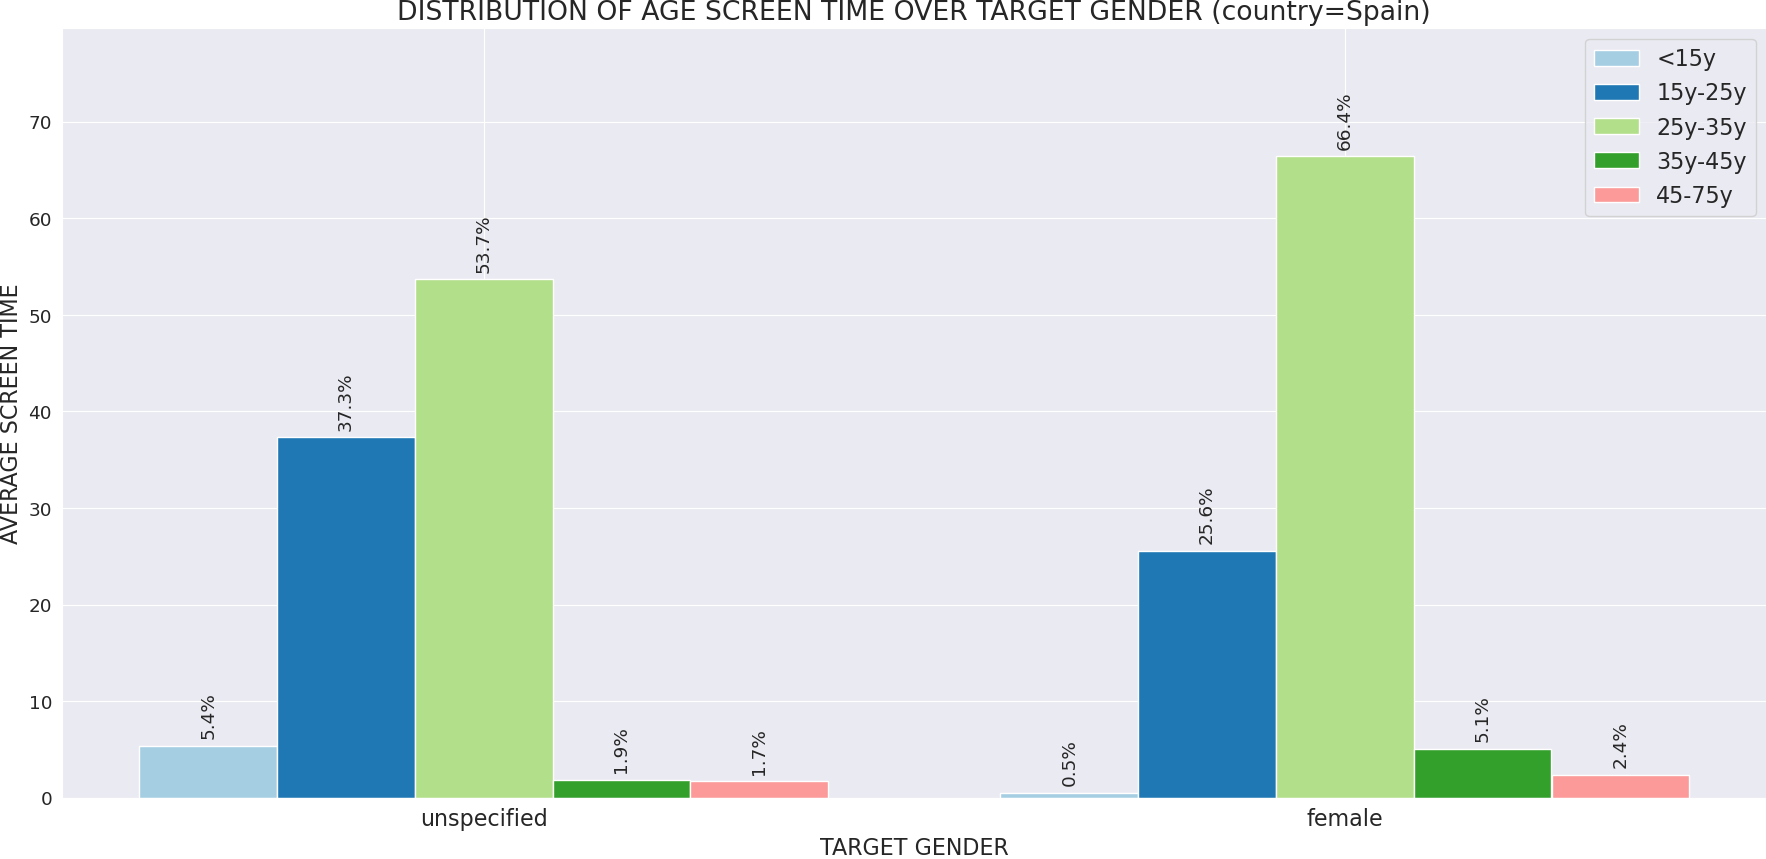 DISTRIBUTION OF AGE SCREEN TIME OVER TARGET GENDER (country=Spain)
<15y
15y-25y
25y-35y
35y-45y
45-75y
AVERAGE SCREEN TIME
70
60
50
40
30
20
10
0
5.4%
37.3%
53.7%
1.9%
1.7%
0.5%
25.6%
66.4%
5.1%
2.4%
unspecified
female
TARGET GENDER